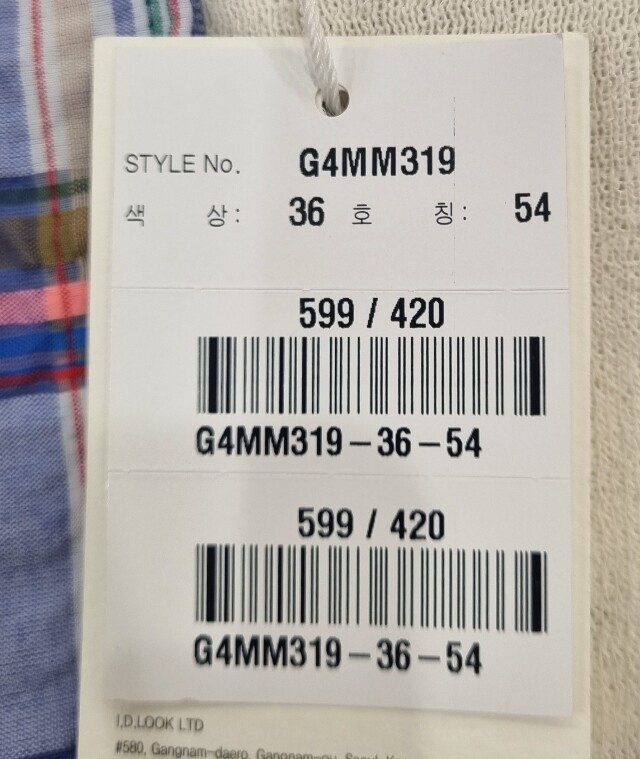 STYLE No. G4MM319
색 상: 36 호 칭: 54
599 / 420
G4MM319-36-54
599 / 420
G4MM319-36-54
I.D.LOOK LTD
#580, Gangnam-daero, Gangnam-gu, Seoul,